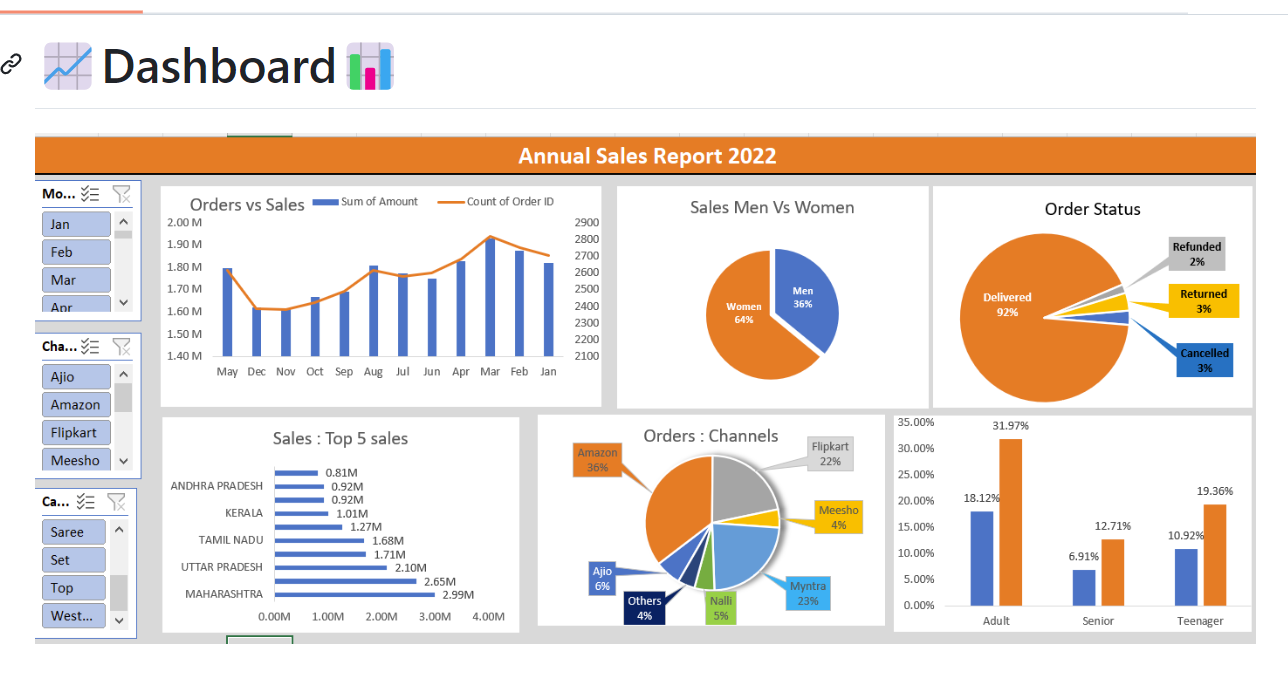 Dashboard
Annual Sales Report 2022
Mo...
Jan
Feb
Mar
Apr
Cha...
Ajio
Amazon
Flipkart
Meesho
Ca...
Saree
Set
Top
West...
Orders vs Sales
Sum of Amount
Count of Order ID
2.00 M
1.90 M
1.80 M
1.70 M
1.60 M
1.50 M
1.40 M
2900
2800
2700
2600
2500
2400
2300
2200
2100
May Dec Nov Oct Sep Aug Jul Jun Apr Mar Feb Jan
Sales Men Vs Women
Men
36%
Women
64%
Order Status
Delivered
92%
Refunded
2%
Returned
3%
Cancelled
3%
Sales : Top 5 sales
0.81M
ANDHRA PRADESH 0.92M
0.92M
KERALA 1.01M
1.27M
TAMIL NADU 1.68M
1.71M
UTTAR PRADESH 2.10M
2.65M
MAHARASHTRA 2.99M
0.00M 1.00M 2.00M 3.00M 4.00M
Orders : Channels
Amazon
36%
Flipkart
22%
Meesho
4%
Myntra
23%
Nalli
5%
Others
4%
Ajio
6%
35.00%
30.00%
25.00%
20.00%
15.00%
10.00%
5.00%
0.00%
18.12%
31.97%
6.91%
12.71%
10.92%
19.36%
Adult Senior Teenager